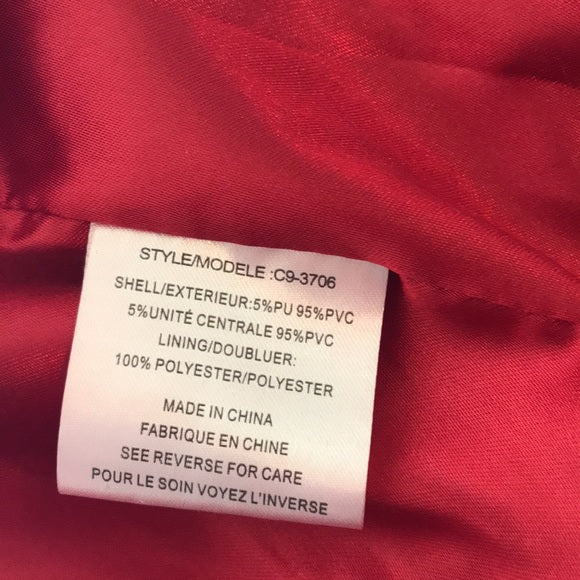 STYLE/MODELE :C9-3706
SHELL/EXTERIEUR:5%PU 95%PVC
5%UNITÉ CENTRALE 95%PVC
LINING/DOUBLUER:
100% POLYESTER/POLYESTER
MADE IN CHINA
FABRIQUE EN CHINE
SEE REVERSE FOR CARE
POUR LE SOIN VOYEZ L'INVERSE